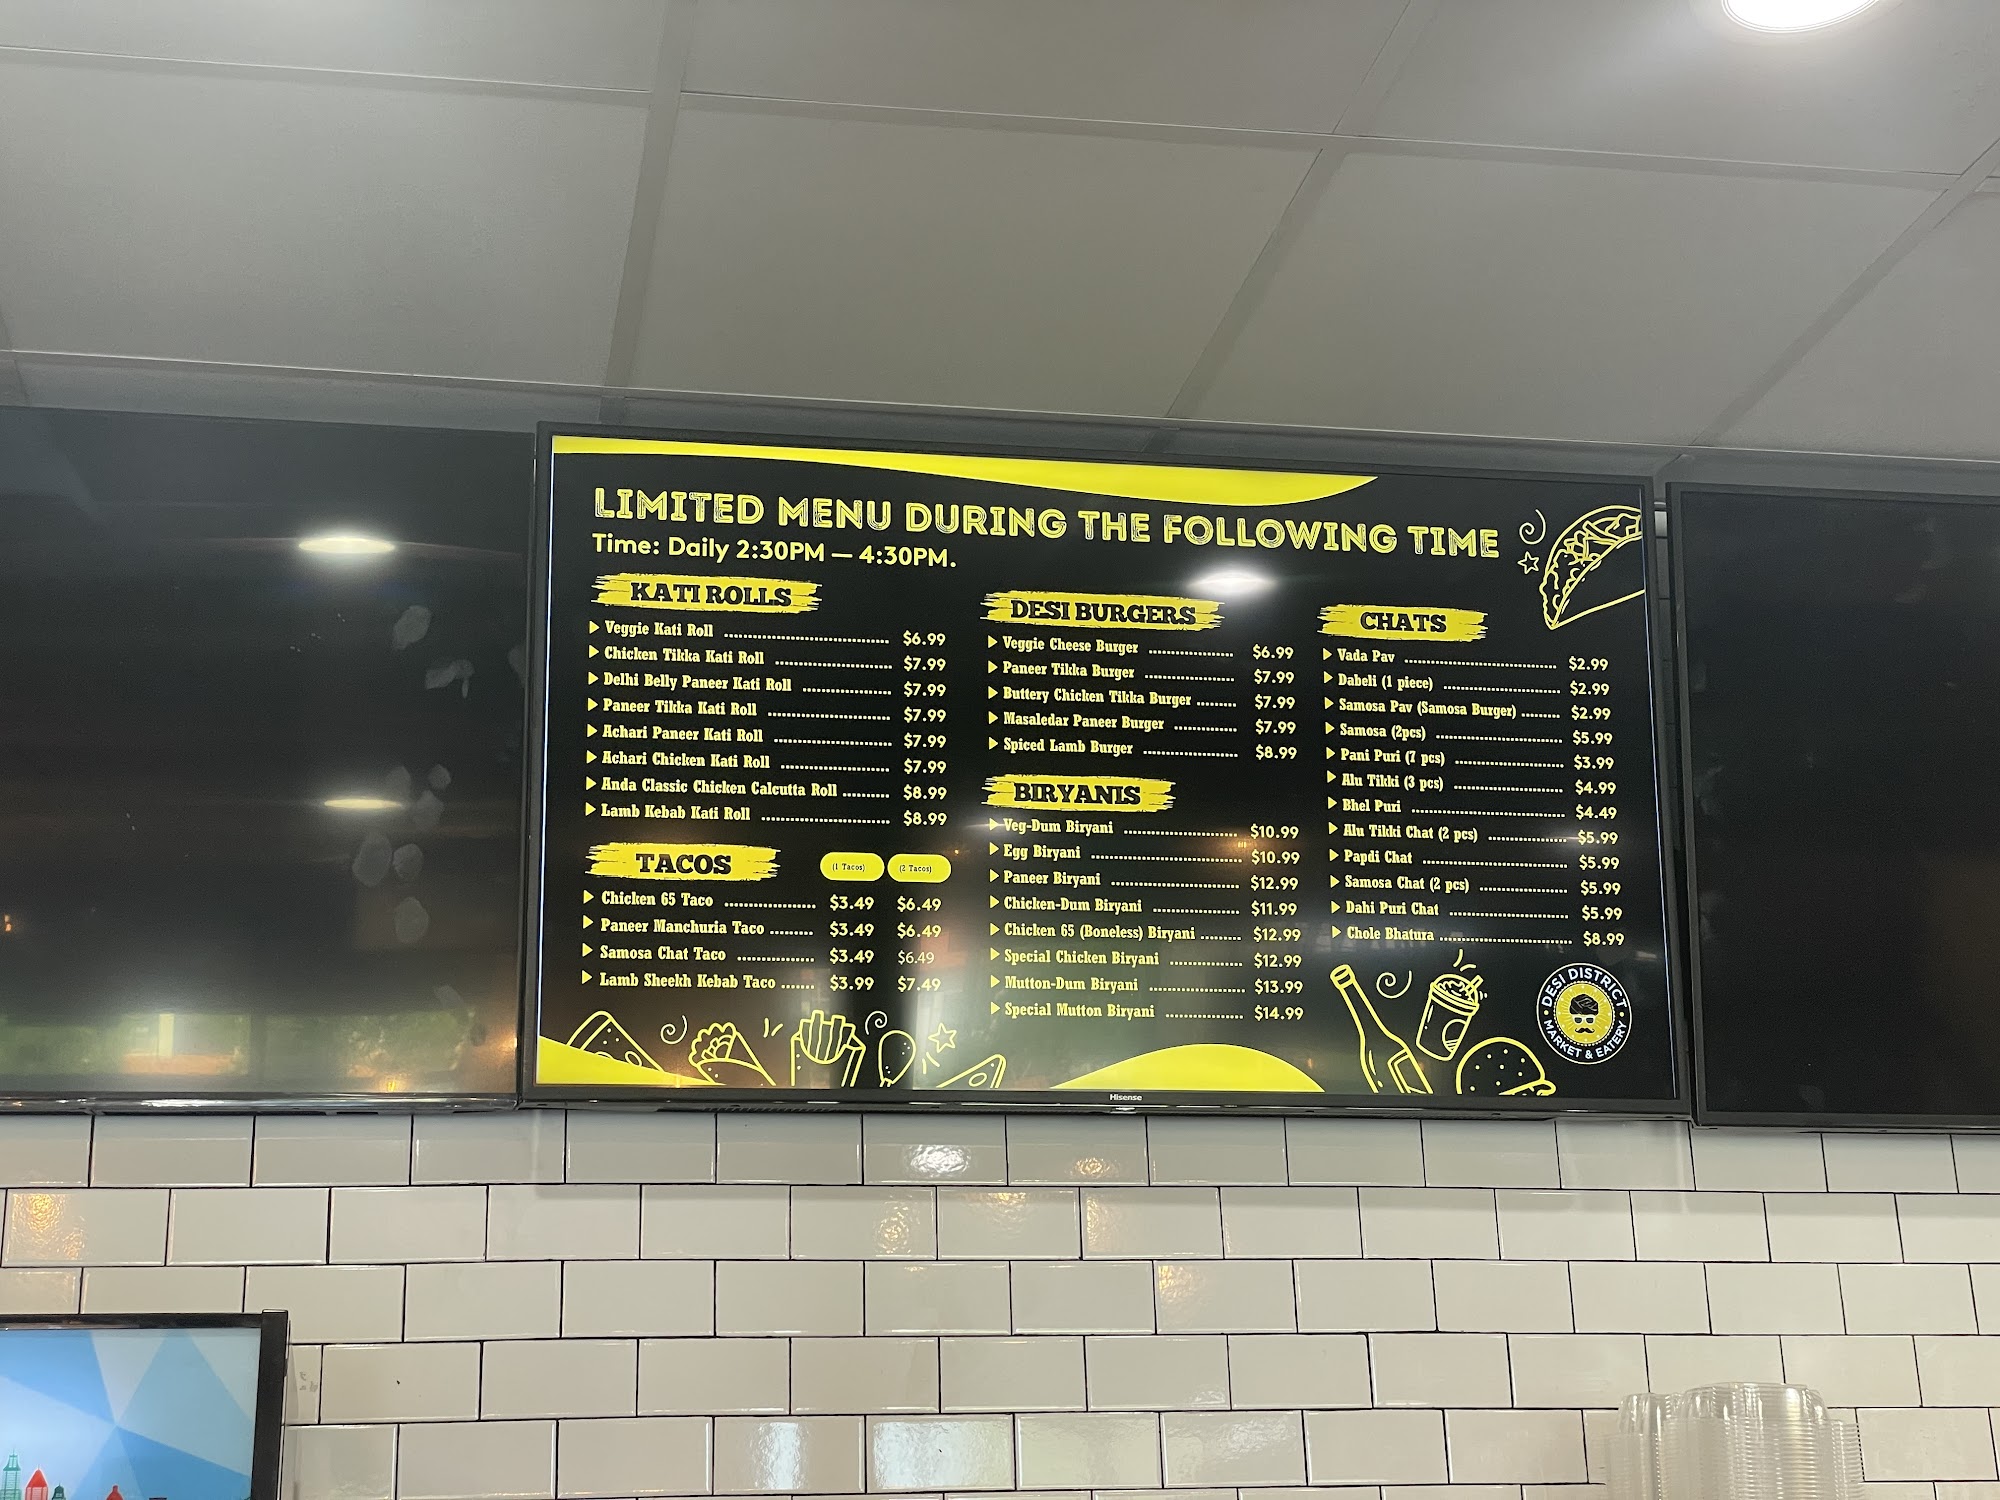 LIMITED MENU DURING THE FOLLOWING TIME
Time: Daily 2:30PM — 4:30PM.
KATI ROLLS
Veggie Kati Roll ........ $6.99
Chicken Tikka Kati Roll ........ $7.99
Delhi Belly Paneer Kati Roll ........ $7.99
Paneer Tikka Kati Roll ........ $7.99
Achari Paneer Kati Roll ........ $7.99
Achari Chicken Kati Roll ........ $7.99
Anda Classic Chicken Calcutta Roll ........ $8.99
Lamb Kebab Kati Roll ........ $8.99
TACOS (1 Tacos) (2 Tacos)
Chicken 65 Taco ........ $3.49 $6.49
Paneer Manchuria Taco ........ $3.49 $6.49
Samosa Chat Taco ........ $3.49 $6.49
Lamb Sheekh Kebab Taco ........ $3.99 $7.49
DESI BURGERS
Veggie Cheese Burger ........ $6.99
Paneer Tikka Burger ........ $7.99
Buttery Chicken Tikka Burger ........ $7.99
Masaledar Paneer Burger ........ $7.99
Spiced Lamb Burger ........ $8.99
BIRYANIS
Veg-Dum Biryani ........ $10.99
Egg Biryani ........ $10.99
Paneer Biryani ........ $12.99
Chicken-Dum Biryani ........ $11.99
Chicken 65 (Boneless) Biryani ........ $12.99
Special Chicken Biryani ........ $12.99
Mutton-Dum Biryani ........ $13.99
Special Mutton Biryani ........ $14.99
CHATS
Vada Pav ........ $2.99
Dabeli (1 piece) ........ $2.99
Samosa Pav (Samosa Burger) ........ $2.99
Samosa (2pcs) ........ $5.99
Pani Puri (7 pcs) ........ $3.99
Alu Tikki (3 pcs) ........ $4.99
Bhel Puri ........ $4.49
Alu Tikki Chat (2 pcs) ........ $5.99
Papdi Chat ........ $5.99
Samosa Chat (2 pcs) ........ $5.99
Dahi Puri Chat ........ $5.99
Chole Bhatura ........ $8.99
DESI DISTRICT
MARKET & EATERY
Hisense